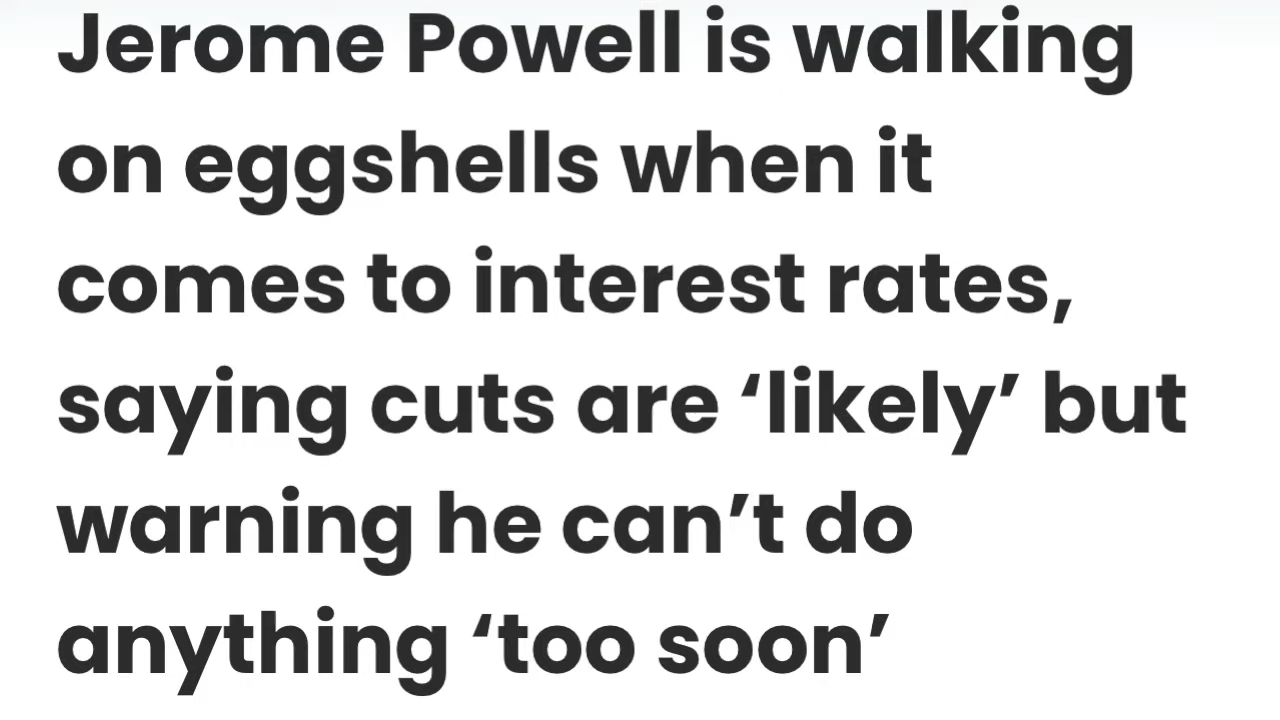 Jerome Powell is walking
on eggshells when it
comes to interest rates,
saying cuts are ‘likely’ but
warning he can’t do
anything ‘too soon’